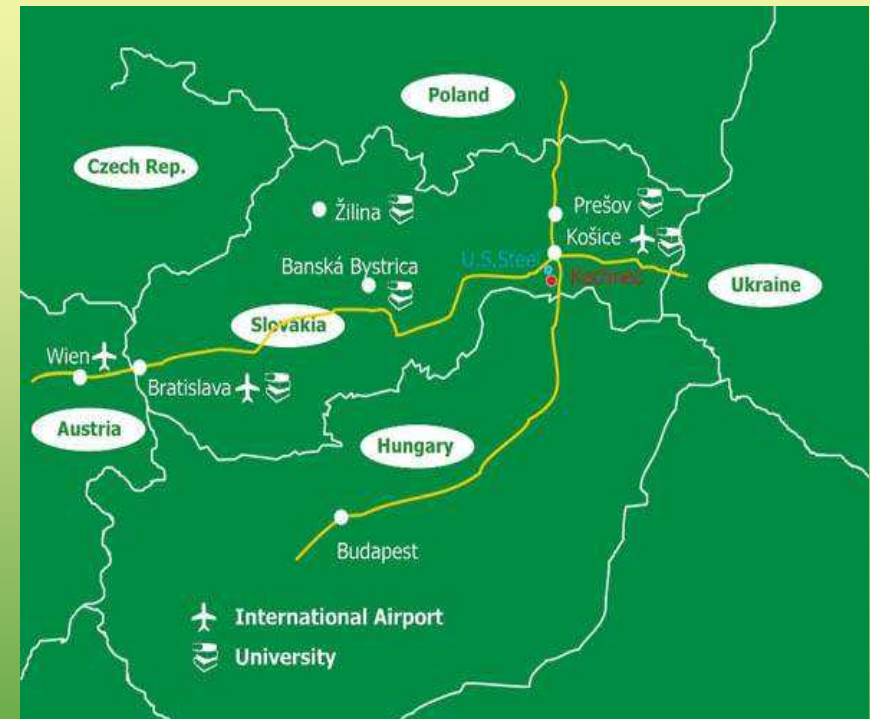 Poland
Czech Rep.
Žilina
Prešov
Košice
Banská Bystrica
U.S.Steel
Kechnec
Ukraine
Slovakia
Wien
Bratislava
Austria
Hungary
Budapest
International Airport
University